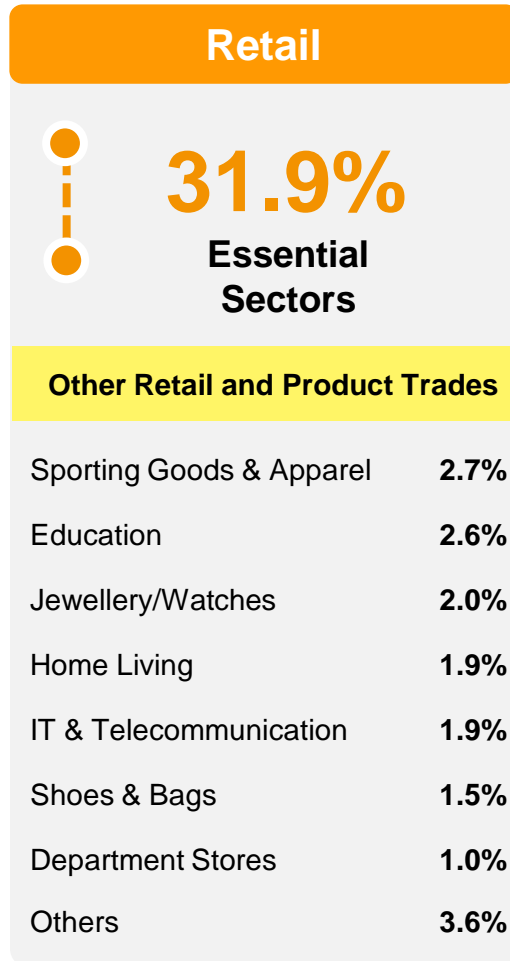 Retail
31.9%
Essential
Sectors
Other Retail and Product Trades
Sporting Goods & Apparel 2.7%
Education 2.6%
Jewellery/Watches 2.0%
Home Living 1.9%
IT & Telecommunication 1.9%
Shoes & Bags 1.5%
Department Stores 1.0%
Others 3.6%